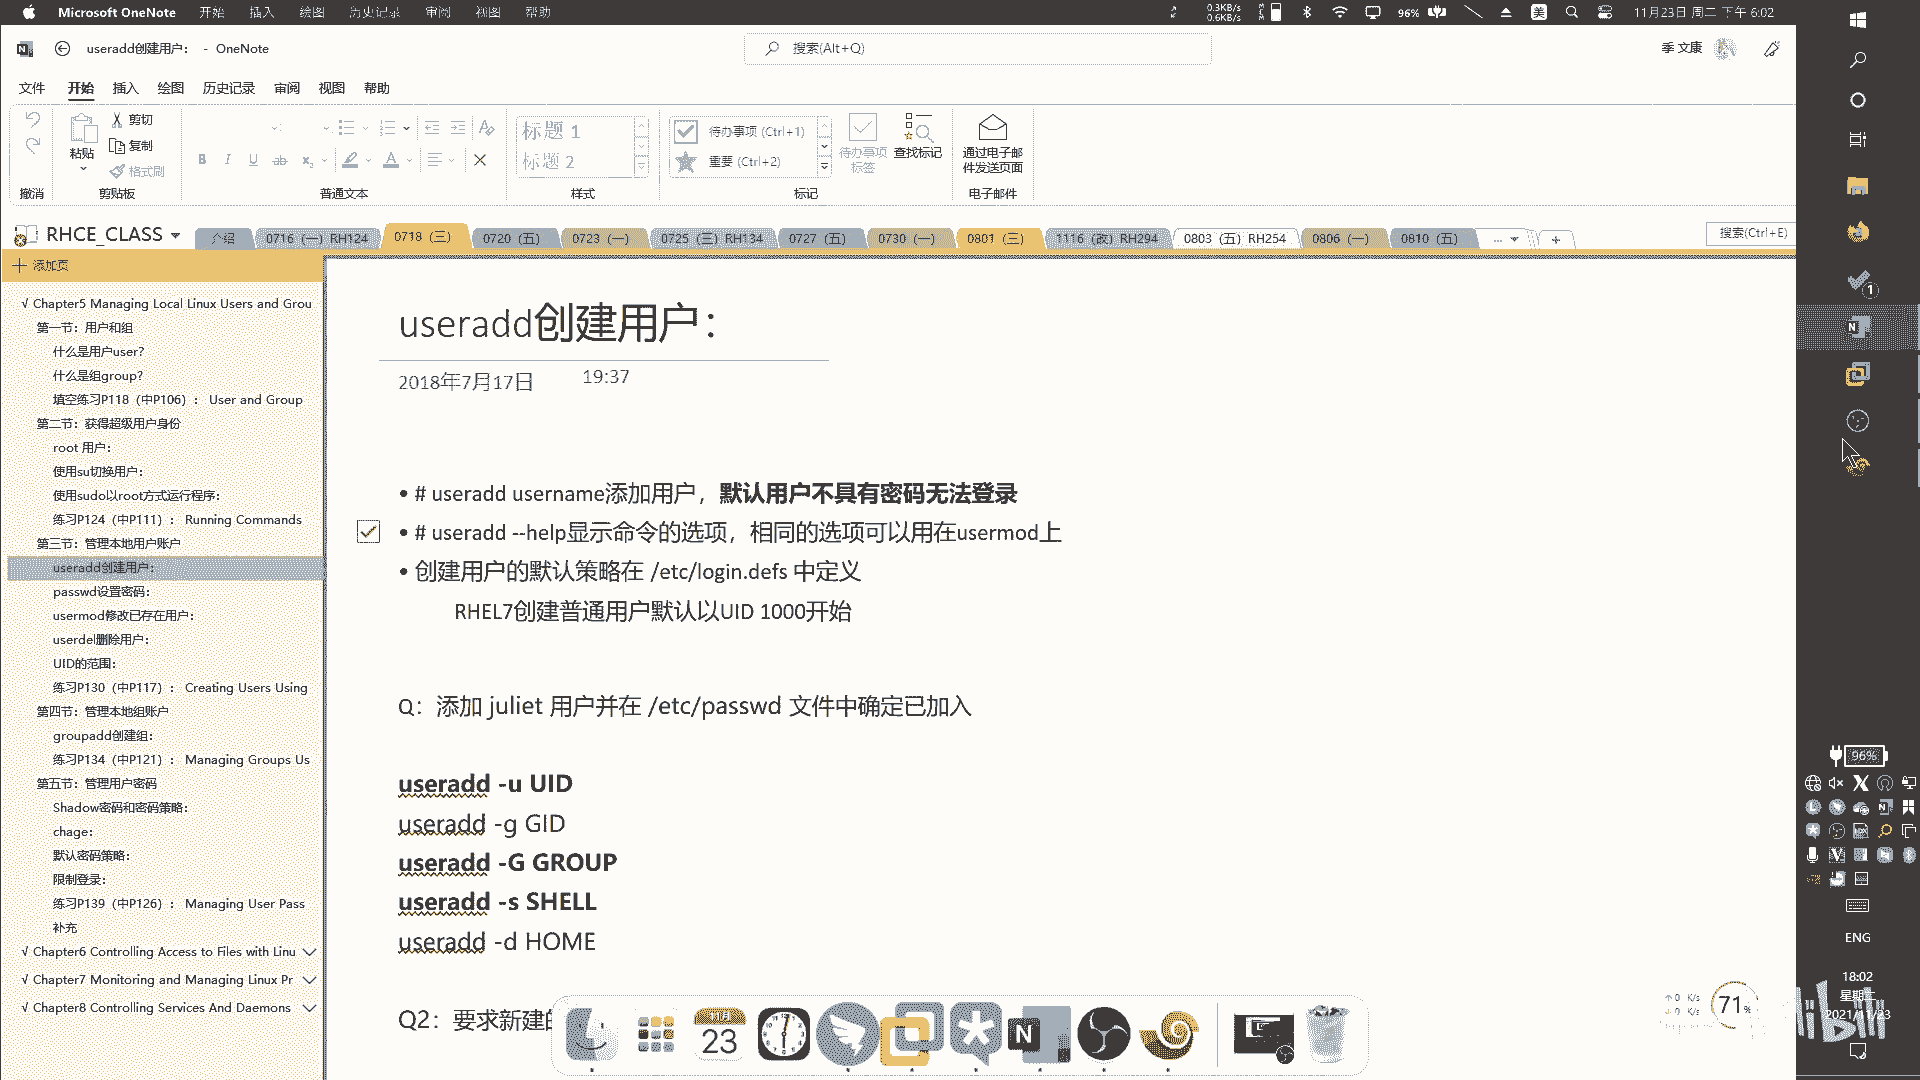 Microsoft OneNote 开始 插入 绘图 历史记录 审阅 视图 帮助
0.3KB/s
0.6KB/s
96%
美
11月23日 周二 下午 6:02
useradd创建用户: - OneNote
搜索(Alt+Q)
季 文康
文件 开始 插入 绘图 历史记录 审阅 视图 帮助
粘贴
剪切
复制
格式刷
标题 1
标题 2
待办事项 (Ctrl+1)
重要 (Ctrl+2)
待办事项
标签
查找标记
通过电子邮
件发送页面
撤消 剪贴板 普通文本 样式 标记 电子邮件
RHCE_CLASS
介绍 0716 (一) RH124 0718 (三) 0720 (五) 0723 (一) 0725 (三) RH134 0727 (五) 0730 (一) 0801 (三) 1116 (改) RH294 0803 (五) RH254 0806 (一) 0810 (五) ...
搜索(Ctrl+E)
添加页
√ Chapter5 Managing Local Linux Users and Grou
第一节: 用户和组
什么是用户user?
什么是组group?
填空练习P118 (中P106) : User and Group
第二节: 获得超级用户身份
root 用户:
使用su切换用户:
使用sudo以root方式运行程序:
练习P124 (中P111) : Running Commands
第三节: 管理本地用户账户
useradd创建用户:
passwd设置密码:
usermod修改已存在用户:
userdel删除用户:
UID的范围:
练习P130 (中P117) : Creating Users Using
第四节: 管理本地组账户
groupadd创建组:
练习P134 (中P121) : Managing Groups Us
第五节: 管理用户密码
Shadow密码和密码策略:
chage:
默认密码策略:
限制登录:
练习P139 (中P126) : Managing User Pass
补充
√ Chapter6 Controlling Access to Files with Linu
√ Chapter7 Monitoring and Managing Linux Pr
√ Chapter8 Controlling Services And Daemons
useradd创建用户:
2018年7月17日 19:37
• # useradd username添加用户，默认用户不具有密码无法登录
• # useradd --help显示命令的选项，相同的选项可以用在usermod上
• 创建用户的默认策略在 /etc/login.defs 中定义
RHEL7创建普通用户默认以UID 1000开始
Q：添加 juliet 用户并在 /etc/passwd 文件中确定已加入
useradd -u UID
useradd -g GID
useradd -G GROUP
useradd -s SHELL
useradd -d HOME
Q2：要求新建的
11月
23
1
96%
ENG
18:02
星期二
2021/11/23
0 K/s
0 K/s
71%